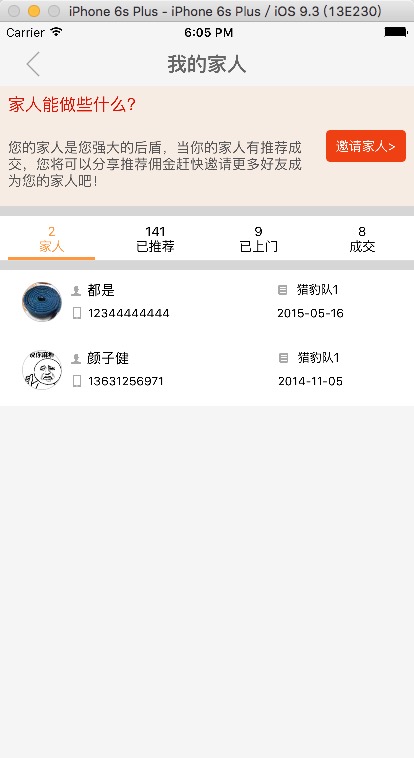 iPhone 6s Plus - iPhone 6s Plus / iOS 9.3 (13E230)
Carrier 6:05 PM
我的家人
家人能做些什么?
您的家人是您强大的后盾，当你的家人有推荐成
交，您将可以分享推荐佣金赶快邀请更多好友成
为您的家人吧！
邀请家人>
2 141 9 8
家人 已推荐 已上门 成交
都是 猎豹队1
12344444444 2015-05-16
颜子健 猎豹队1
13631256971 2014-11-05